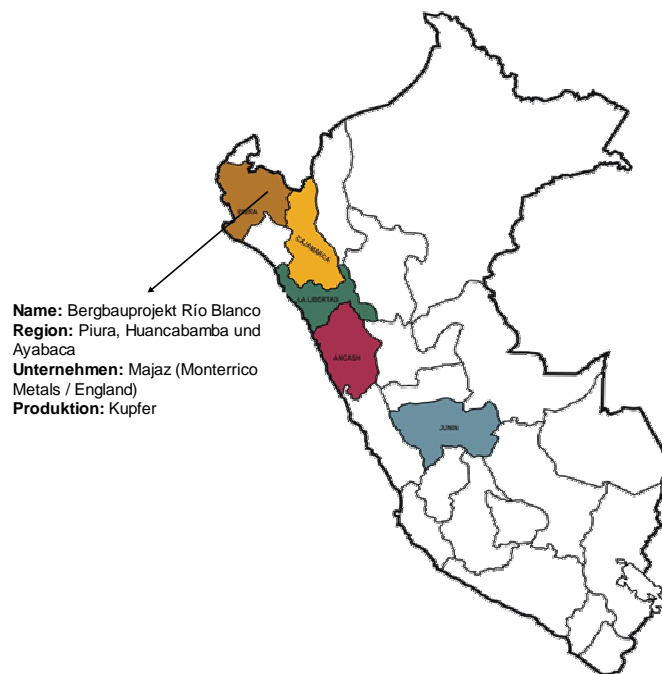 PIURA
CAJAMARCA
LA LIBERTAD
ANCASH
JUNIN
Name: Bergbauprojekt Río Blanco
Region: Piura, Huancabamba und
Ayabaca
Unternehmen: Majaz (Monterrico
Metals / England)
Produktion: Kupfer